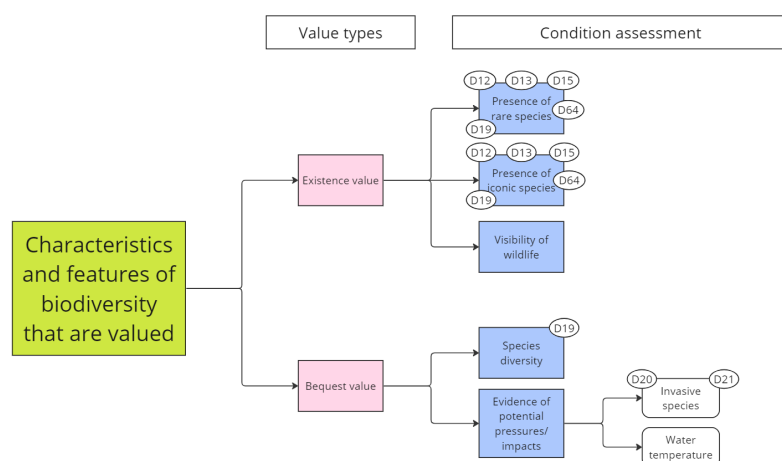 Value types
Condition assessment
D12 D13 D15
Presence of
rare species
D64
D19
D12 D13 D15
Presence of
iconic species
D64
D19
Existence value
Visibility of
wildlife
Characteristics
and features of
biodiversity
that are valued
D19
Species
diversity
Bequest value
Evidence of
potential
pressures/
impacts
D20 D21
Invasive
species
Water
temperature